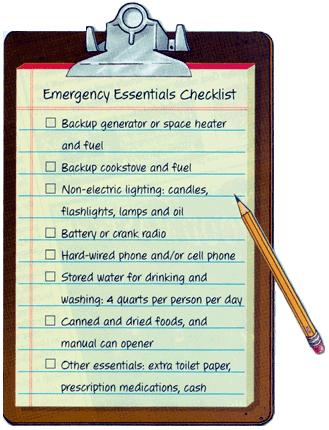 Emergency Essentials Checklist
Backup generator or space heater
and fuel
Backup cookstove and fuel
Non-electric lighting: candles,
flashlights, lamps and oil
Battery or crank radio
Hard-wired phone and/or cell phone
Stored water for drinking and
washing: 4 quarts per person per day
Canned and dried foods, and
manual can opener
Other essentials: extra toilet paper,
prescription medications, cash